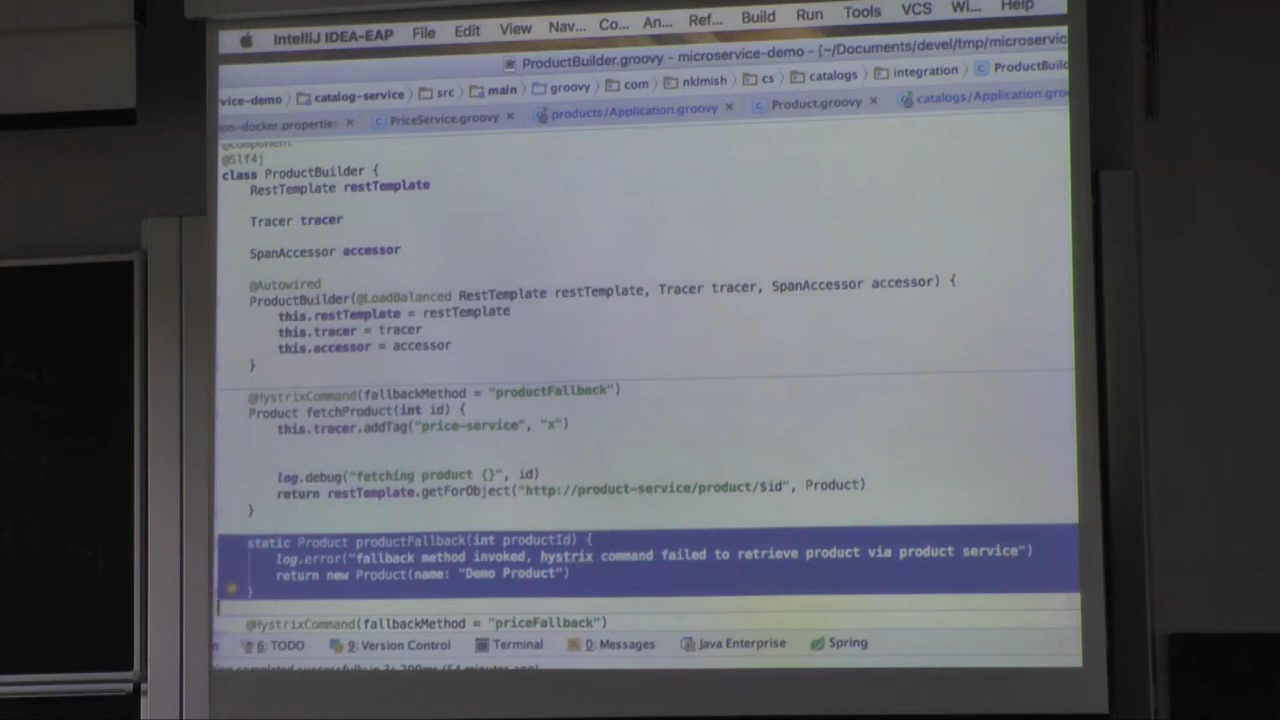 IntelliJ IDEA-EAP File Edit View Nav... Co... An... Ref... Build Run Tools VCS Wi... Help
ProductBuilder.groovy - microservice-demo - [~/Documents/devel/tmp/microservic
vice-demo catalog-service src main groovy com nklmish cs catalogs integration ProductBuild
on-docker.properties PriceService.groovy products/Application.groovy Product.groovy catalogs/Application.gro
@Component
@Slf4j
class ProductBuilder {
RestTemplate restTemplate
Tracer tracer
SpanAccessor accessor
@Autowired
ProductBuilder(@LoadBalanced RestTemplate restTemplate, Tracer tracer, SpanAccessor accessor) {
this.restTemplate = restTemplate
this.tracer = tracer
this.accessor = accessor
}
@HystrixCommand(fallbackMethod = "productFallback")
Product fetchProduct(int id) {
this.tracer.addTag("price-service", "x")
log.debug("fetching product {}", id)
return restTemplate.getForObject("http://product-service/product/$id", Product)
}
static Product productFallback(int productId) {
log.error("fallback method invoked, hystrix command failed to retrieve product via product service")
return new Product(name: "Demo Product")
}
@HystrixCommand(fallbackMethod = "priceFallback")
6: TODO 9: Version Control Terminal 0: Messages Java Enterprise Spring